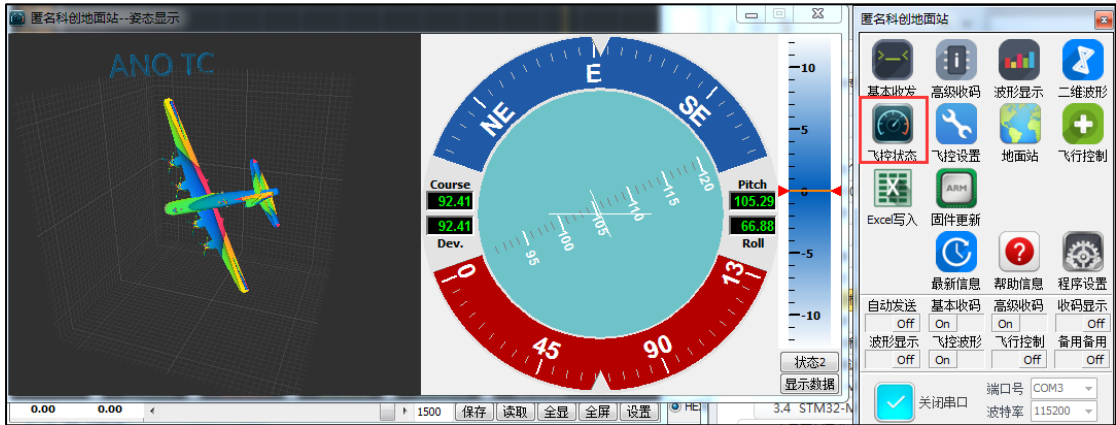 匿名科创地面站--姿态显示
ANO TC
E
NE
SE
Course
92.41
92.41
Dev.
Pitch
105.29
66.88
Roll
95
100
105
110
115
120
0
45
90
13
10
5
0
-5
-10
状态2
显示数据
0.00 0.00 1500 保存 读取 全显 全屏 设置 HE
3.4 STM32-N
匿名科创地面站
基本收发 高级收码 波形显示 二维波形
飞控状态 飞控设置 地面站 飞行控制
ARM
Excel写入 固件更新
最新信息 帮助信息 程序设置
自动发送 基本收码 高级收码 收码显示
Off On On Off
波形显示 飞控波形 飞行控制 备用备用
Off On Off Off
关闭串口
端口号 COM3
波特率 115200